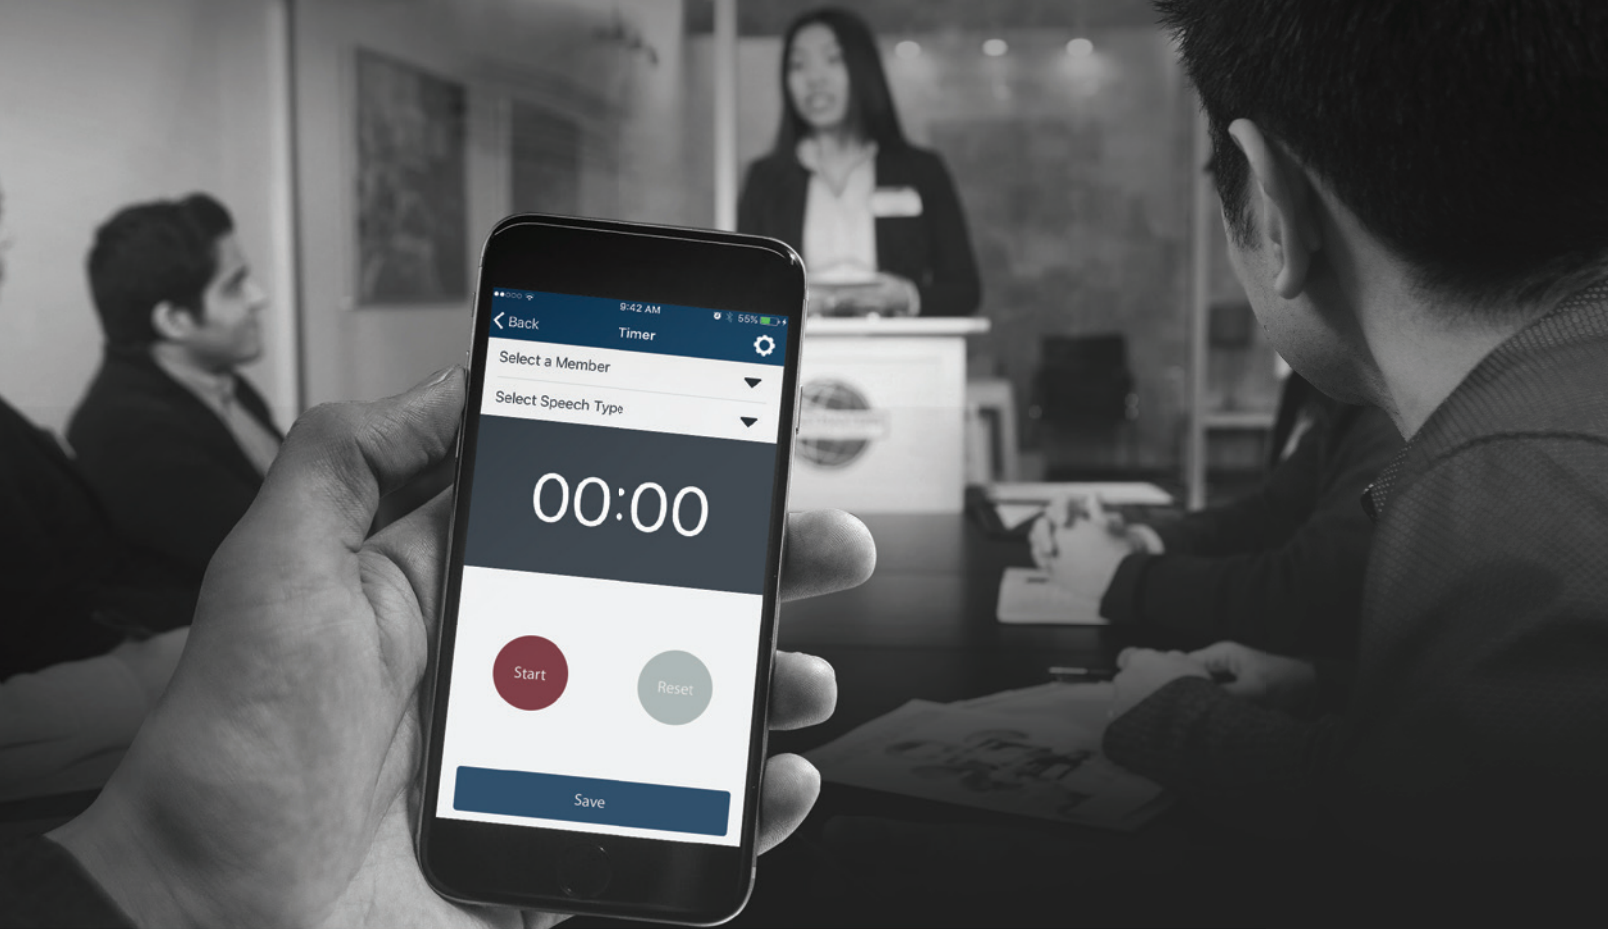 9:42 AM
55%
Back
Timer
Select a Member
Select Speech Type
00:00
Start
Reset
Save